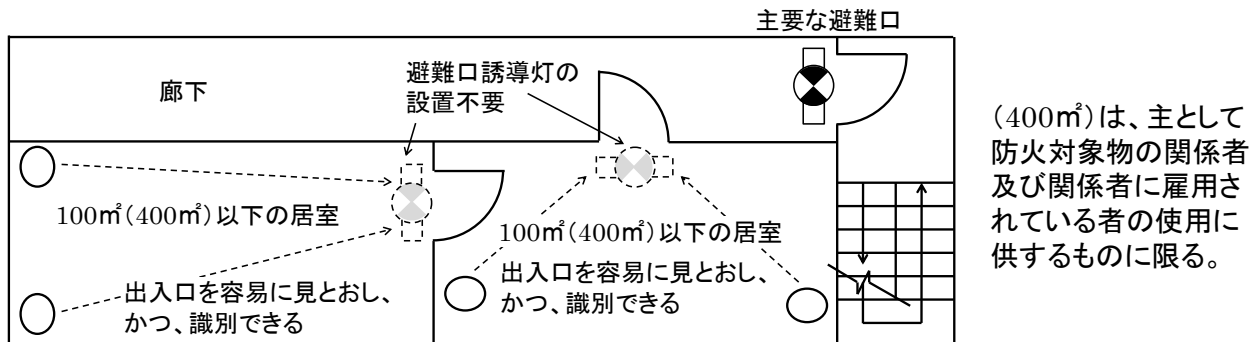 主要な避難口
避難口誘導灯の
設置不要
廊下
100㎡(400㎡)以下の居室
出入口を容易に見とおし、
かつ、識別できる
100㎡(400㎡)以下の居室
出入口を容易に見とおし、
かつ、識別できる
(400㎡)は、主として
防火対象物の関係者
及び関係者に雇用さ
れている者の使用に
供するものに限る。